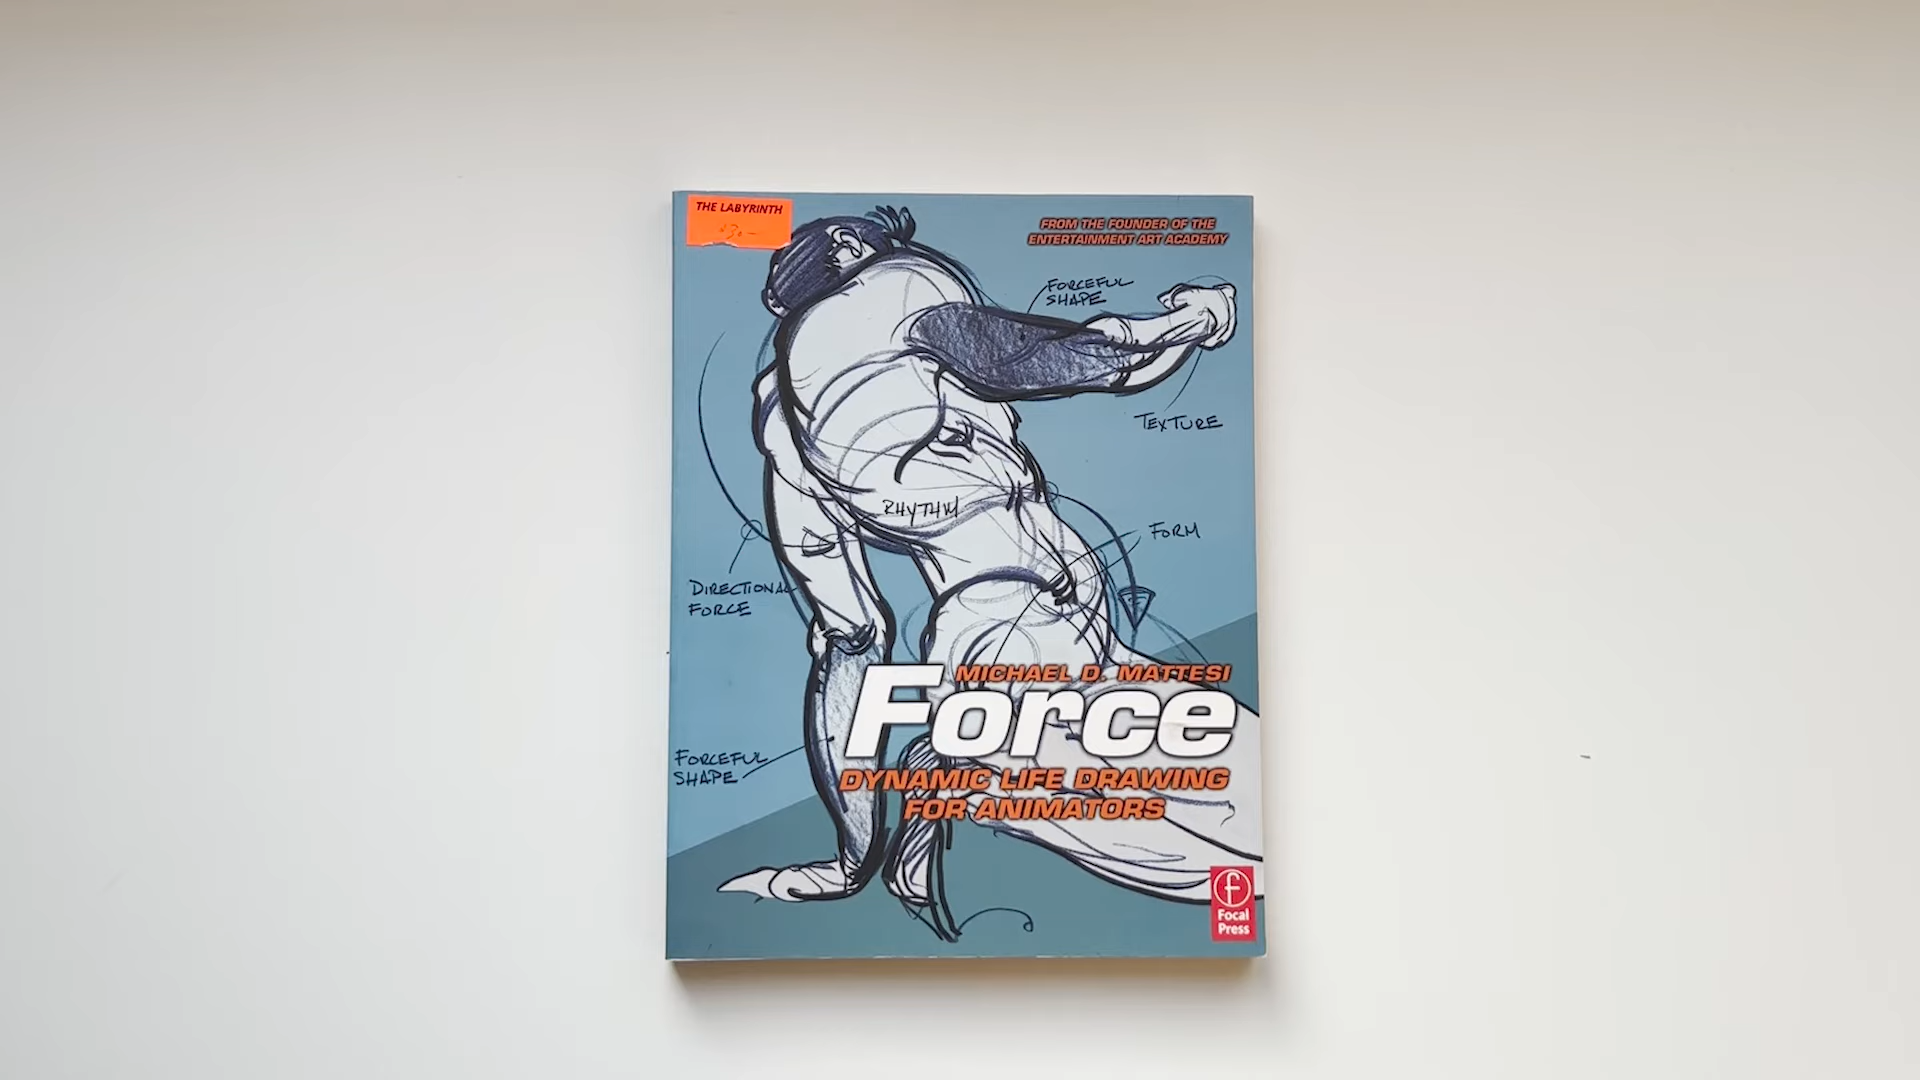 THE LABYRINTH
FROM THE FOUNDER OF THE
ENTERTAINMENT ART ACADEMY
FORCEFUL
SHAPE
TEXTURE
RHYTHM
FORM
DIRECTIONAL
FORCE
MICHAEL D. MATTESI
Force
FORCEFUL
SHAPE
DYNAMIC LIFE DRAWING
FOR ANIMATORS
f
Focal
Press